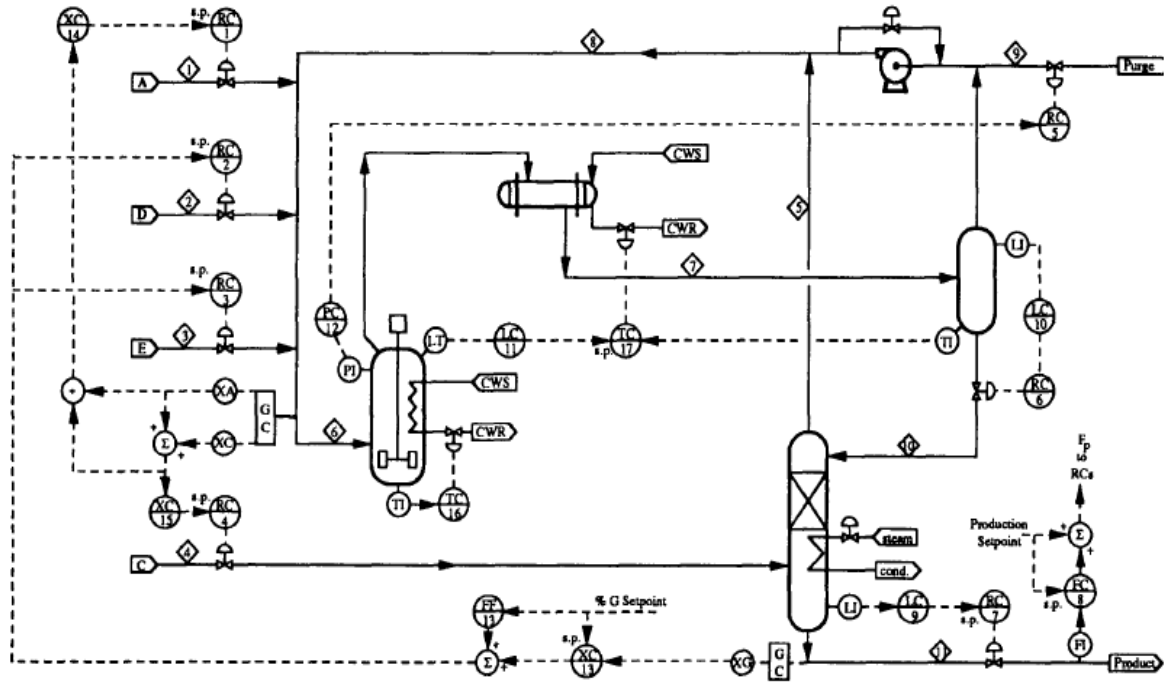 XC
14
s.p.
RC
1
8
9
A
1
Purge
RC
5
s.p.
RC
2
CWS
D
2
5
CWR
7
LI
s.p.
RC
3
PC
12
LT
LC
11
TC
17
s.p.
TI
LC
10
E
3
PI
CWS
RC
6
+
XA
G
C
6
CWR
10
F_p
to
RCs
+
Σ
+
XC
TI
TC
16
XC
15
s.p.
RC
4
Production
Setpoint
+
Σ
+
C
4
steam
cond.
FC
8
s.p.
FF
13
% G Setpoint
LI
LC
9
RC
7
s.p.
s.p.
+
Σ
+
XC
13
XG
G
C
11
FI
Product